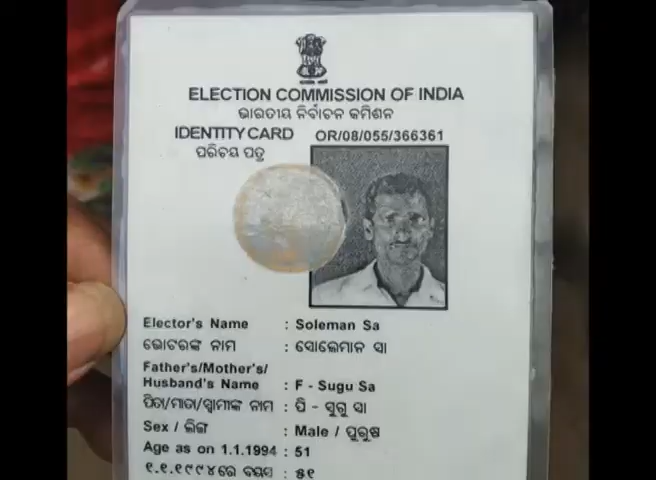 ELECTION COMMISSION OF INDIA
ଭାରତୀୟ ନିର୍ବାଚନ କମିଶନ
IDENTITY CARD OR/08/055/366361
ପରିଚୟ ପତ୍ର
Elector's Name : Soleman Sa
ଭୋଟରଙ୍କ ନାମ : ସୋଲେମାନ ସା
Father's/Mother's/
Husband's Name : F - Sugu Sa
ପିତା/ମାତା/ସ୍ୱାମୀଙ୍କ ନାମ : ପି - ସୁଗୁ ସା
Sex / ଲିଙ୍ଗ : Male / ପୁରୁଷ
Age as on 1.1.1994 : 51
୧.୧.୧୯୯୪ରେ ବୟସ : ୫୧